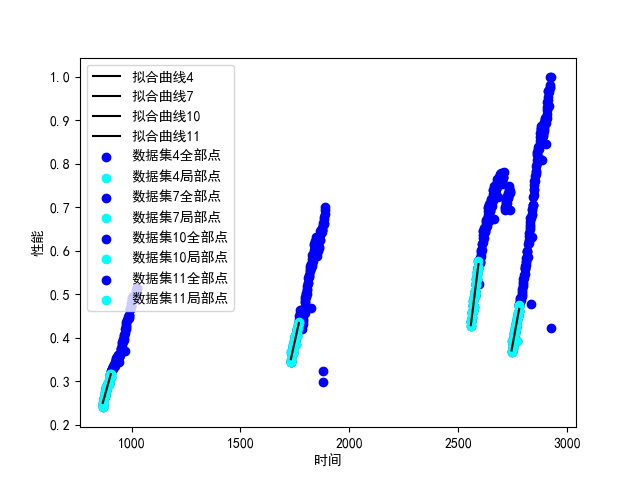 1.0
0.9
0.8
0.7
0.6
0.5
0.4
0.3
0.2
性能
拟合曲线4
拟合曲线7
拟合曲线10
拟合曲线11
数据集4全部点
数据集4局部点
数据集7全部点
数据集7局部点
数据集10全部点
数据集10局部点
数据集11全部点
数据集11局部点
1000 1500 2000 2500 3000
时间